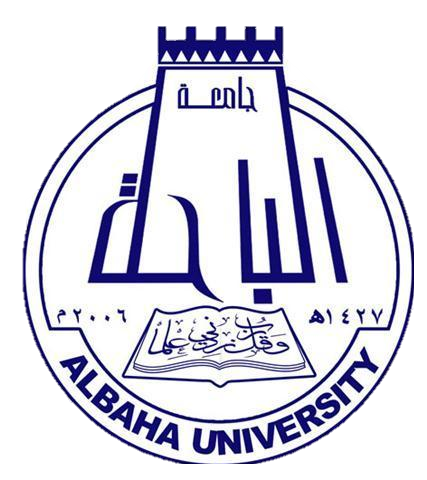 جامعة
الباحة
١٤٢٧هـ
٢٠٠٦م
وقل رب زدني علما
ALBAHA UNIVERSITY